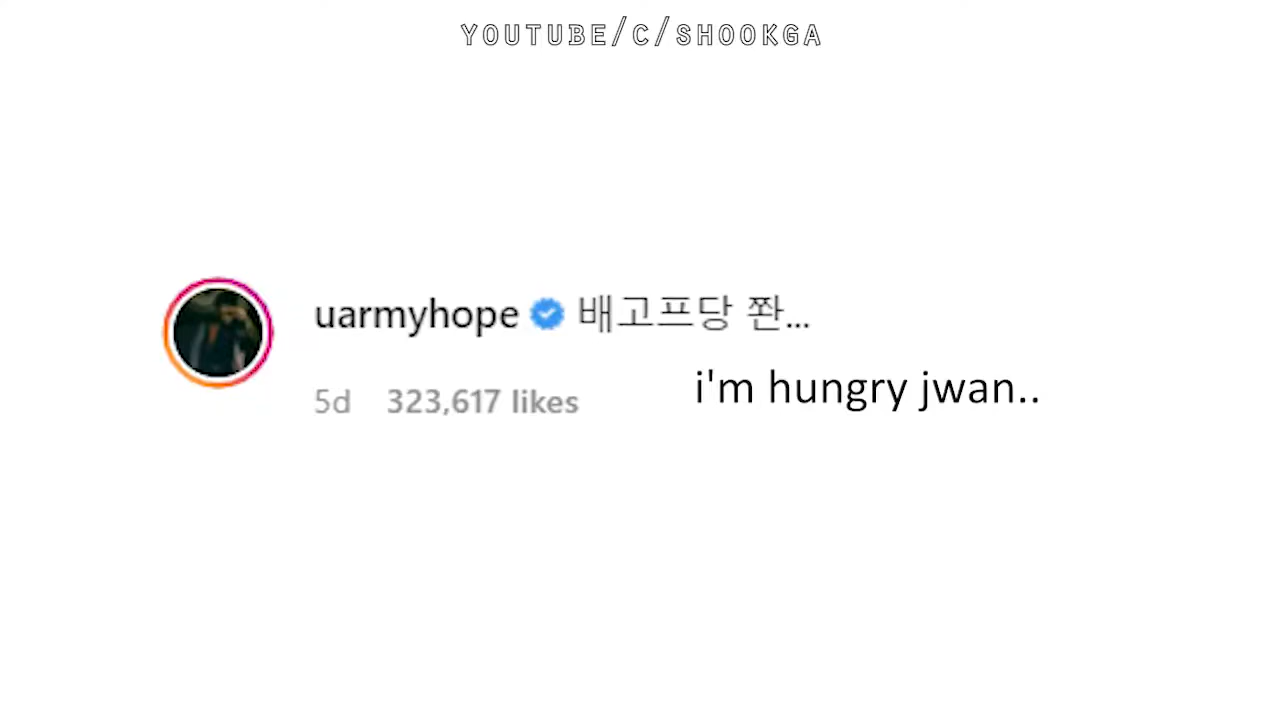 YOUTUBE/C/SHOOKGA
uarmyhope 배고프당 쫜...
5d 323,617 likes
i'm hungry jwan..